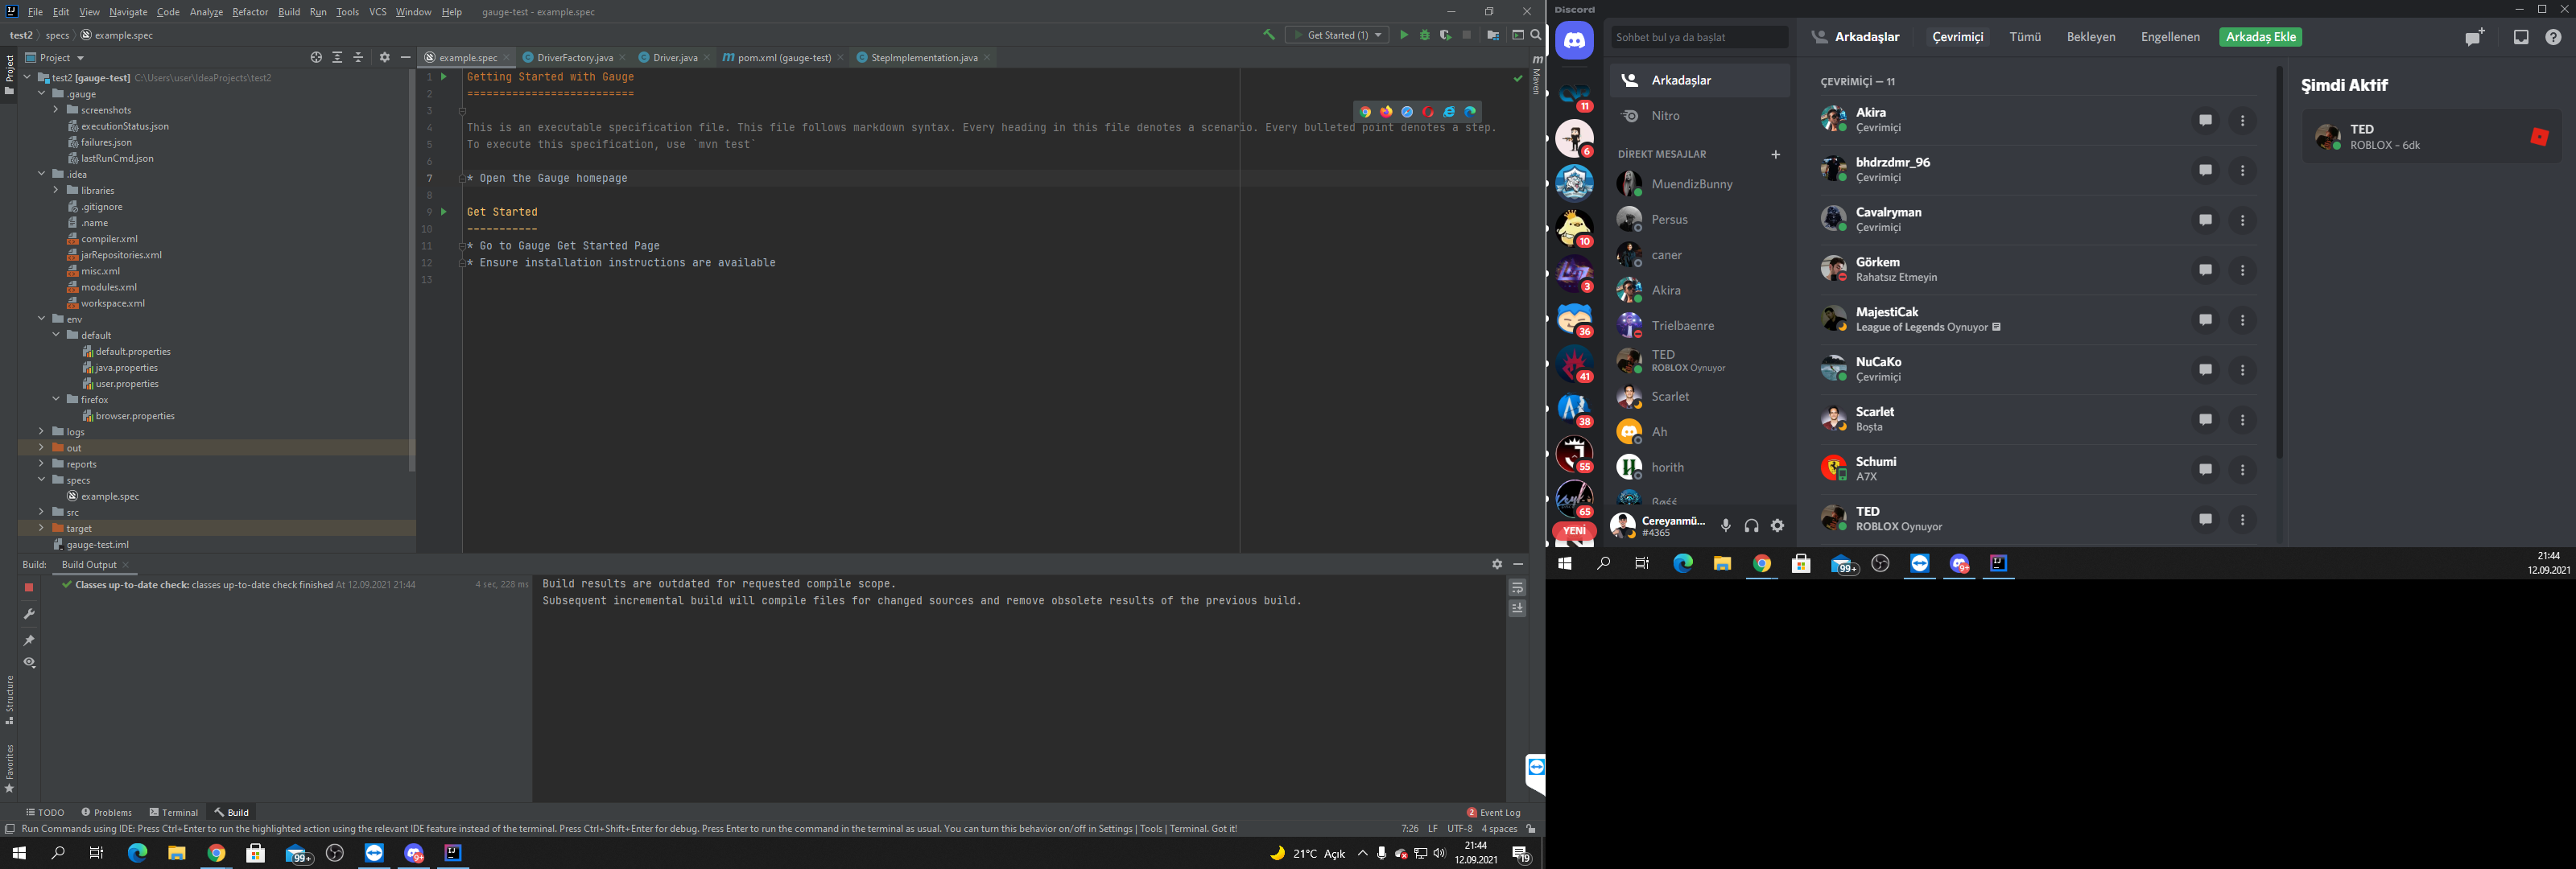 File Edit View Navigate Code Analyze Refactor Build Run Tools VCS Window Help gauge-test - example.spec
test2 specs example.spec
Get Started (1)
Project
example.spec DriverFactory.java Driver.java pom.xml (gauge-test) StepImplementation.java
Project
Maven
test2 [gauge-test] C:\Users\user\IdeaProjects\test2
.gauge
screenshots
executionStatus.json
failures.json
lastRunCmd.json
.idea
libraries
.gitignore
.name
compiler.xml
jarRepositories.xml
misc.xml
modules.xml
workspace.xml
env
default
default.properties
java.properties
user.properties
firefox
browser.properties
logs
out
reports
specs
example.spec
src
target
gauge-test.iml
1 Getting Started with Gauge
2 ==========================
3
4 This is an executable specification file. This file follows markdown syntax. Every heading in this file denotes a scenario. Every bulleted point denotes a step.
5 To execute this specification, use `mvn test`
6
7 * Open the Gauge homepage
8
9 Get Started
10 -----------
11 * Go to Gauge Get Started Page
12 * Ensure installation instructions are available
13
Build: Build Output
Classes up-to-date check: classes up-to-date check finished At 12.09.2021 21:44 4 sec, 228 ms
Build results are outdated for requested compile scope.
Subsequent incremental build will compile files for changed sources and remove obsolete results of the previous build.
Structure
Favorites
TODO Problems Terminal Build
2 Event Log
Run Commands using IDE: Press Ctrl+Enter to run the highlighted action using the relevant IDE feature instead of the terminal. Press Ctrl+Shift+Enter for debug. Press Enter to run the command in the terminal as usual. You can turn this behavior on/off in Settings | Tools | Terminal. Got it!
7:26 LF UTF-8 4 spaces
99+ 9+
21°C Açık
21:44
12.09.2021
19
Discord
11
6
10
3
36
41
38
55
65
YENİ
Sohbet bul ya da başlat
Arkadaşlar
Nitro
DİREKT MESAJLAR
MuendizBunny
Persus
caner
Akira
Trielbaenre
TED
ROBLOX Oynuyor
Scarlet
Ah
horith
Cereyanmü...
#4365
Arkadaşlar Çevrimiçi Tümü Bekleyen Engellenen Arkadaş Ekle
ÇEVRİMİÇİ — 11
Akira
Çevrimiçi
bhdrzdmr_96
Çevrimiçi
Cavalryman
Çevrimiçi
Görkem
Rahatsız Etmeyin
MajestiCak
League of Legends Oynuyor
NuCaKo
Çevrimiçi
Scarlet
Boşta
Schumi
A7X
TED
ROBLOX Oynuyor
Şimdi Aktif
TED
ROBLOX - 6dk
99+ 9+
21:44
12.09.2021